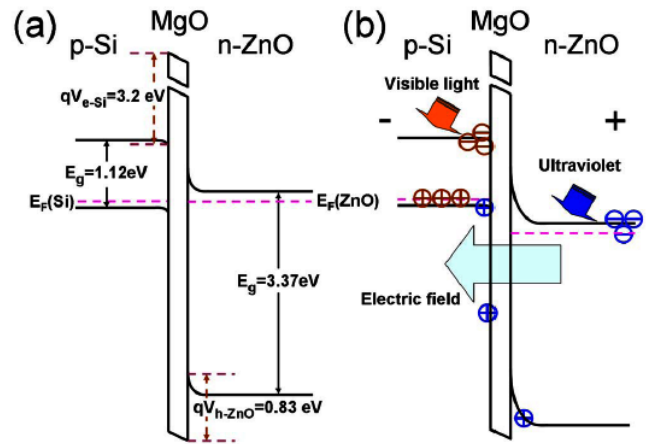 (a)
MgO
p-Si
n-ZnO
qVe-Si=3.2 eV
Eg=1.12eV
EF(Si)
EF(ZnO)
Eg=3.37eV
qVh-ZnO=0.83 eV
(b)
MgO
p-Si
n-ZnO
Visible light
-
+
Ultraviolet
Electric field